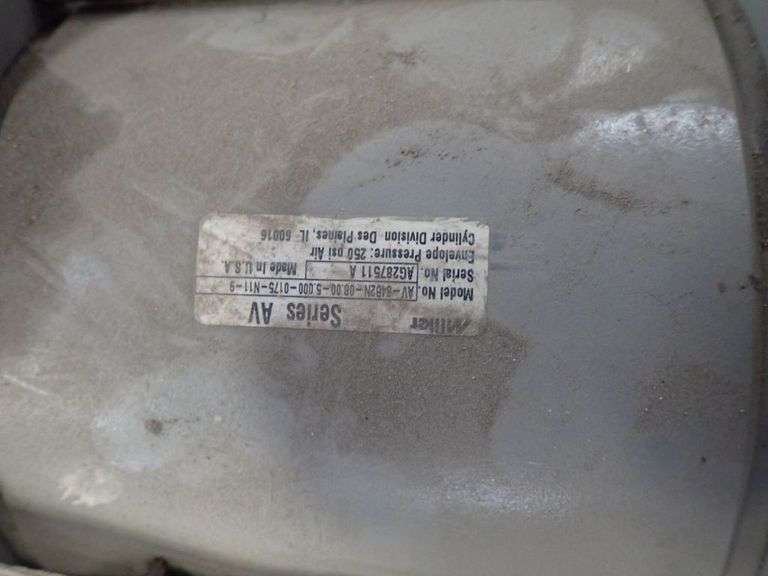 Miller Series AV
Model No. AV-84B2N-08.00-5.000-0175-N11-9
Serial No. AG287511 A Made in U.S.A
Envelope Pressure: 250 psi Air
Cylinder Division Des Plaines, IL 60016